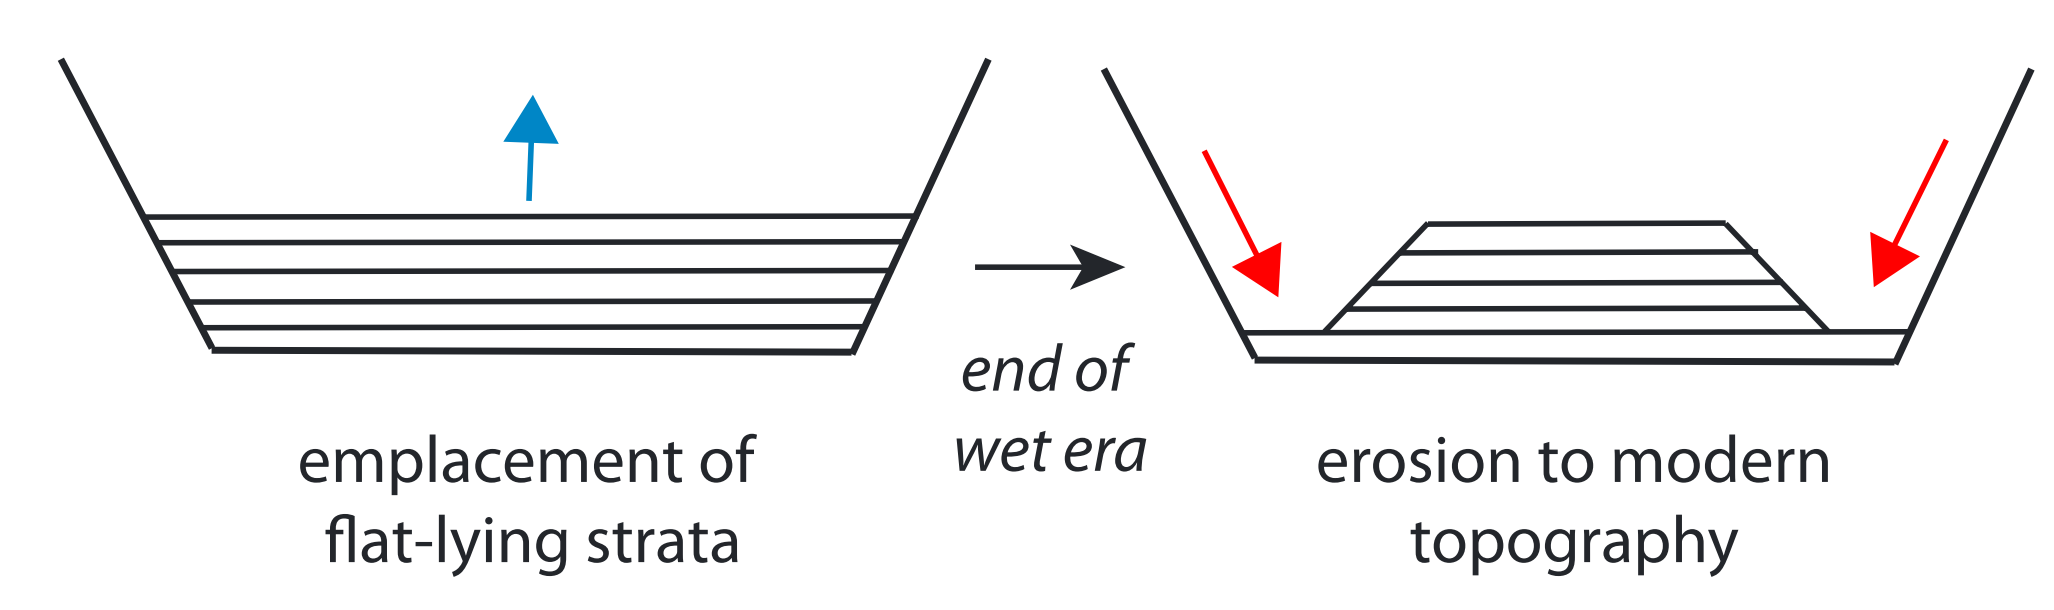 emplacement of
flat-lying strata
end of
wet era
erosion to modern
topography